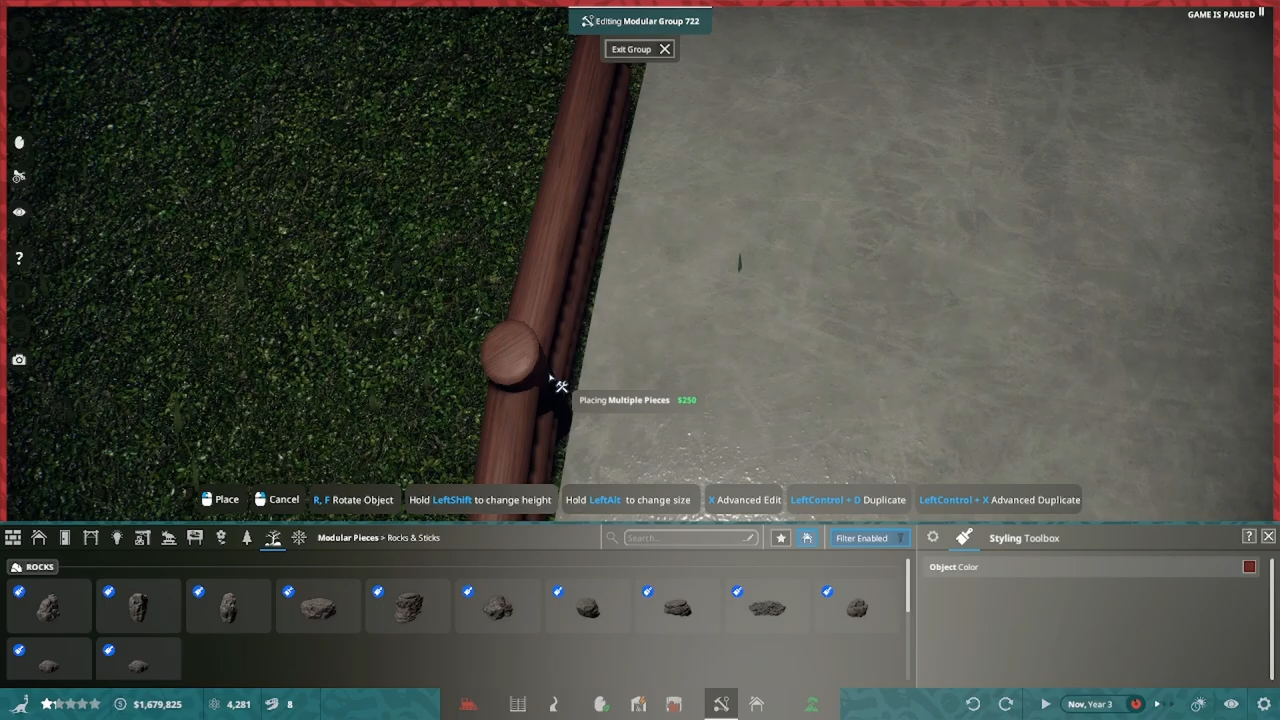 Editing Modular Group 722
GAME IS PAUSED
Exit Group
?
Placing Multiple Pieces $250
Place
Cancel
R, F Rotate Object
Hold LeftShift to change height
Hold LeftAlt to change size
X Advanced Edit
LeftControl + D Duplicate
LeftControl + X Advanced Duplicate
Modular Pieces > Rocks & Sticks
Search...
Filter Enabled
Styling Toolbox
?
ROCKS
Object Color
$1,679,825
4,281
8
Nov, Year 3